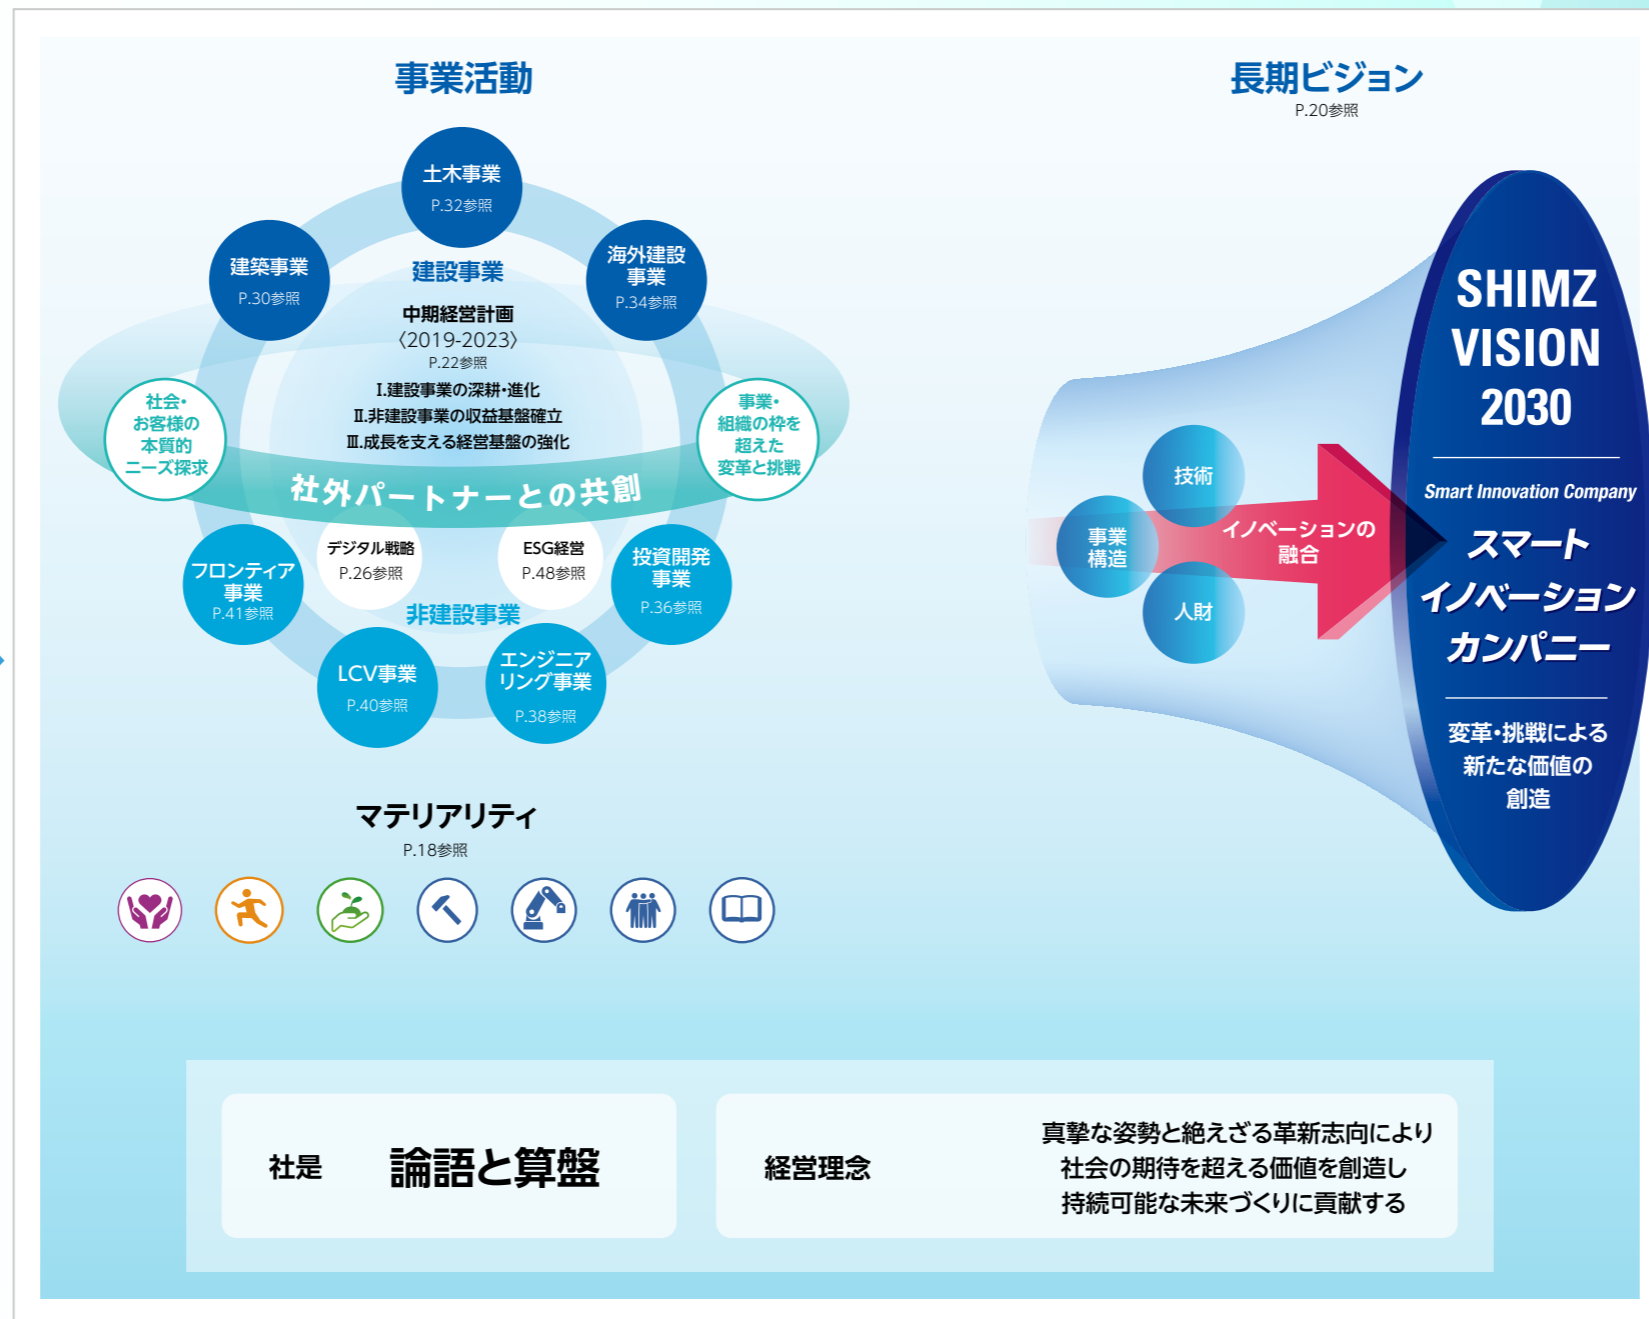 事業活動
土木事業
P.32参照
建築事業
P.30参照
海外建設
事業
P.34参照
建設事業
中期経営計画
〈2019-2023〉
P.22参照
Ⅰ.建設事業の深耕・進化
Ⅱ.非建設事業の収益基盤確立
Ⅲ.成長を支える経営基盤の強化
社会・
お客様の
本質的
ニーズ探求
事業・
組織の枠を
超えた
変革と挑戦
社外パートナーとの共創
デジタル戦略
P.26参照
ESG経営
P.48参照
フロンティア
事業
P.41参照
投資開発
事業
P.36参照
非建設事業
LCV事業
P.40参照
エンジニア
リング事業
P.38参照
マテリアリティ
P.18参照
長期ビジョン
P.20参照
技術
事業
構造
人財
イノベーションの
融合
SHIMZ
VISION
2030
Smart Innovation Company
スマート
イノベーション
カンパニー
変革・挑戦による
新たな価値の
創造
社是
論語と算盤
経営理念
真摯な姿勢と絶えざる革新志向により
社会の期待を超える価値を創造し
持続可能な未来づくりに貢献する